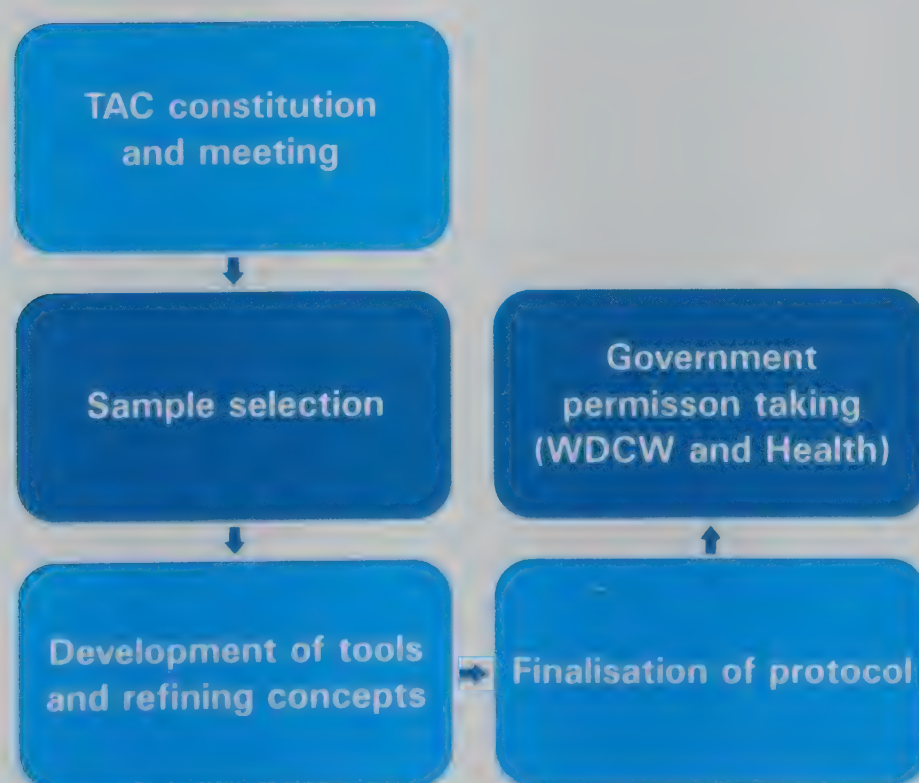 TAC constitution
and meeting
Sample selection
Development of tools
and refining concepts
Finalisation of protocol
Government
permisson taking
(WDCW and Health)